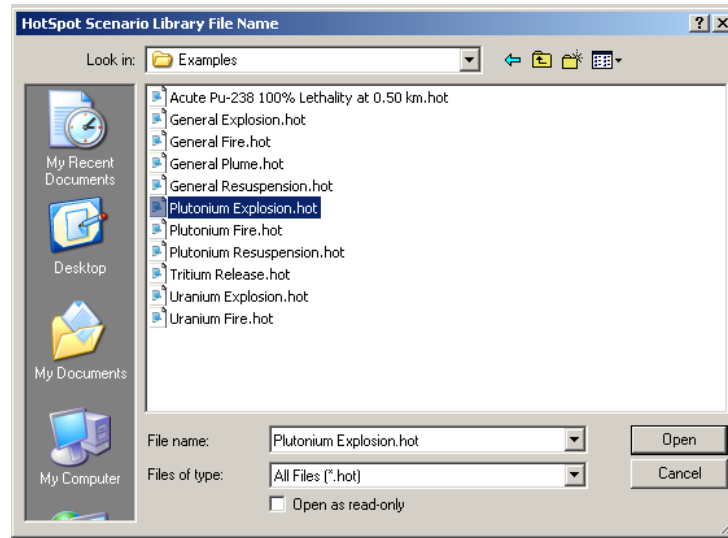 HotSpot Scenario Library File Name
Look in:
Examples
My Recent
Documents
Desktop
My Documents
My Computer
Acute Pu-238 100% Lethality at 0.50 km.hot
General Explosion.hot
General Fire.hot
General Plume.hot
General Resuspension.hot
Plutonium Explosion.hot
Plutonium Fire.hot
Plutonium Resuspension.hot
Tritium Release.hot
Uranium Explosion.hot
Uranium Fire.hot
File name:
Plutonium Explosion.hot
Open
Files of type:
All Files (*.hot)
Cancel
Open as read-only